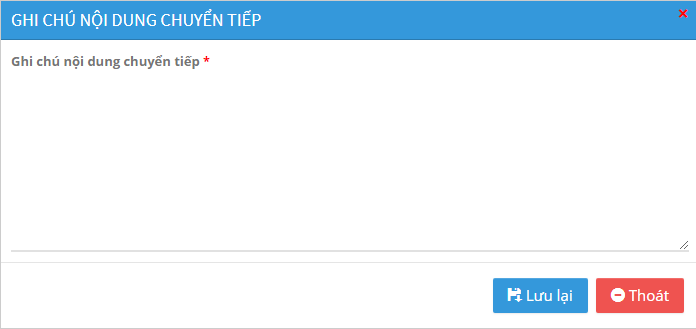 GHI CHÚ NỘI DUNG CHUYỂN TIẾP
Ghi chú nội dung chuyển tiếp *
Lưu lại
Thoát